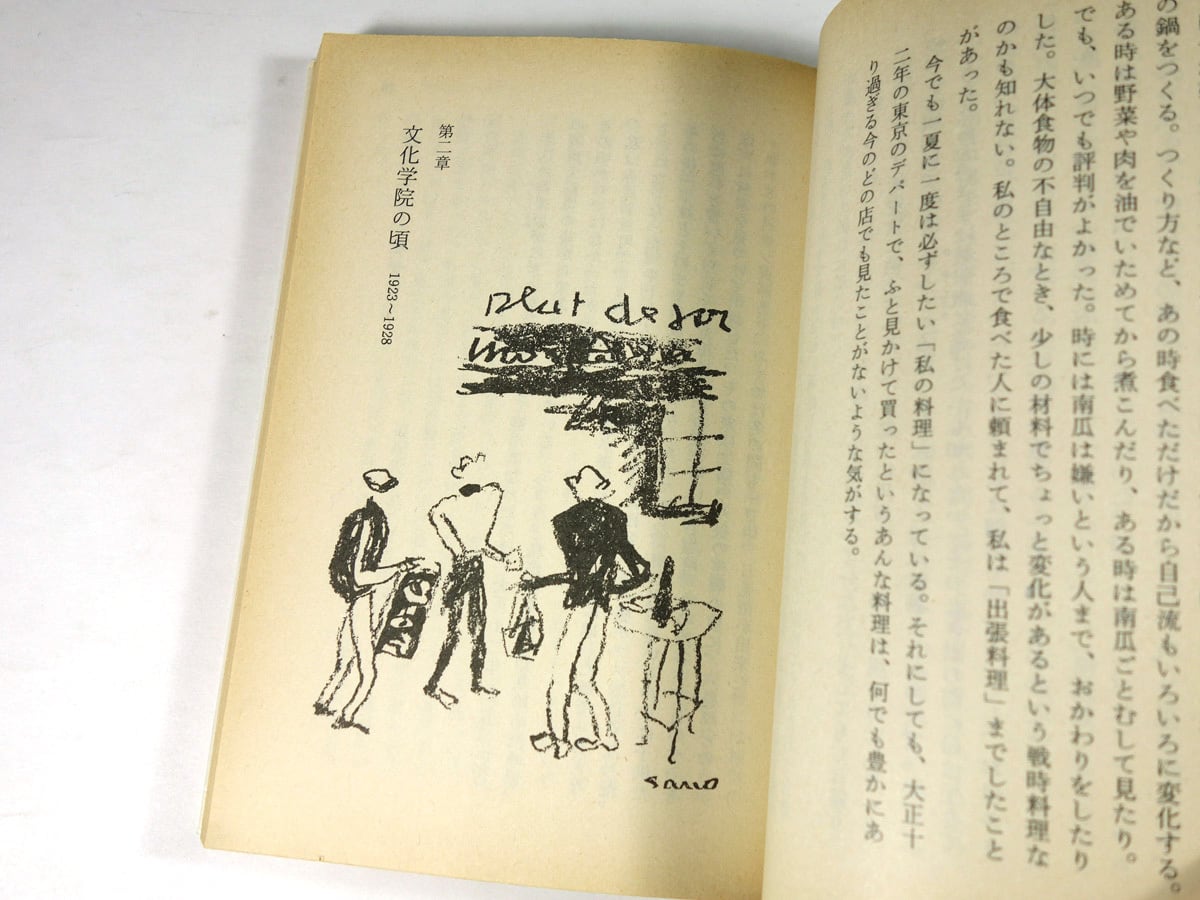 の鍋をつくる。つくり方など、あの時食べただけだから自己流もいろいろに変化する。
ある時は野菜や肉を油でいためてから煮こんだり、ある時は南瓜ごとむして見たり。
でも、いつでも評判がよかった。時には南瓜は嫌いという人まで、おかわりをしたり
した。大体食物の不自由なとき、少しの材料でちょっと変化があるという戦時料理な
のかも知れない。私のところで食べた人に頼まれて、私は「出張料理」までしたこと
があった。
今でも一夏に一度は必ずしたい「私の料理」になっている。それにしても、大正十
二年の東京のデパートで、ふと見かけて買ったというあんな料理は、何でも豊かにあ
り過ぎる今のどの店でも見たことがないような気がする。
第二章
文化学院の頃
1923~1928
Plat de jour
sano